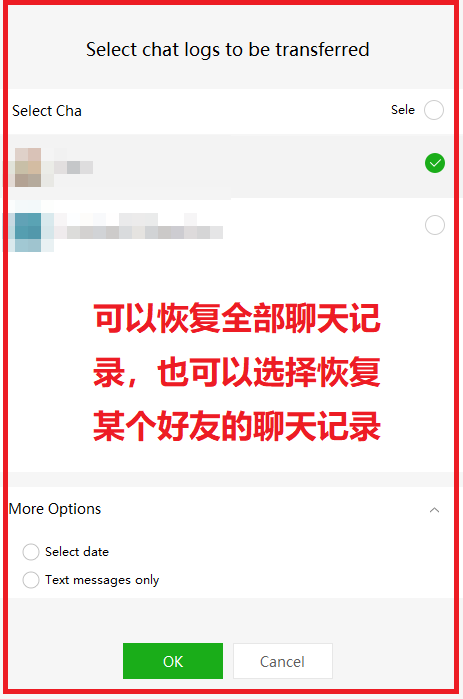 Select chat logs to be transferred
Select Cha
Sele
可以恢复全部聊天记
录，也可以选择恢复
某个好友的聊天记录
More Options
Select date
Text messages only
OK
Cancel